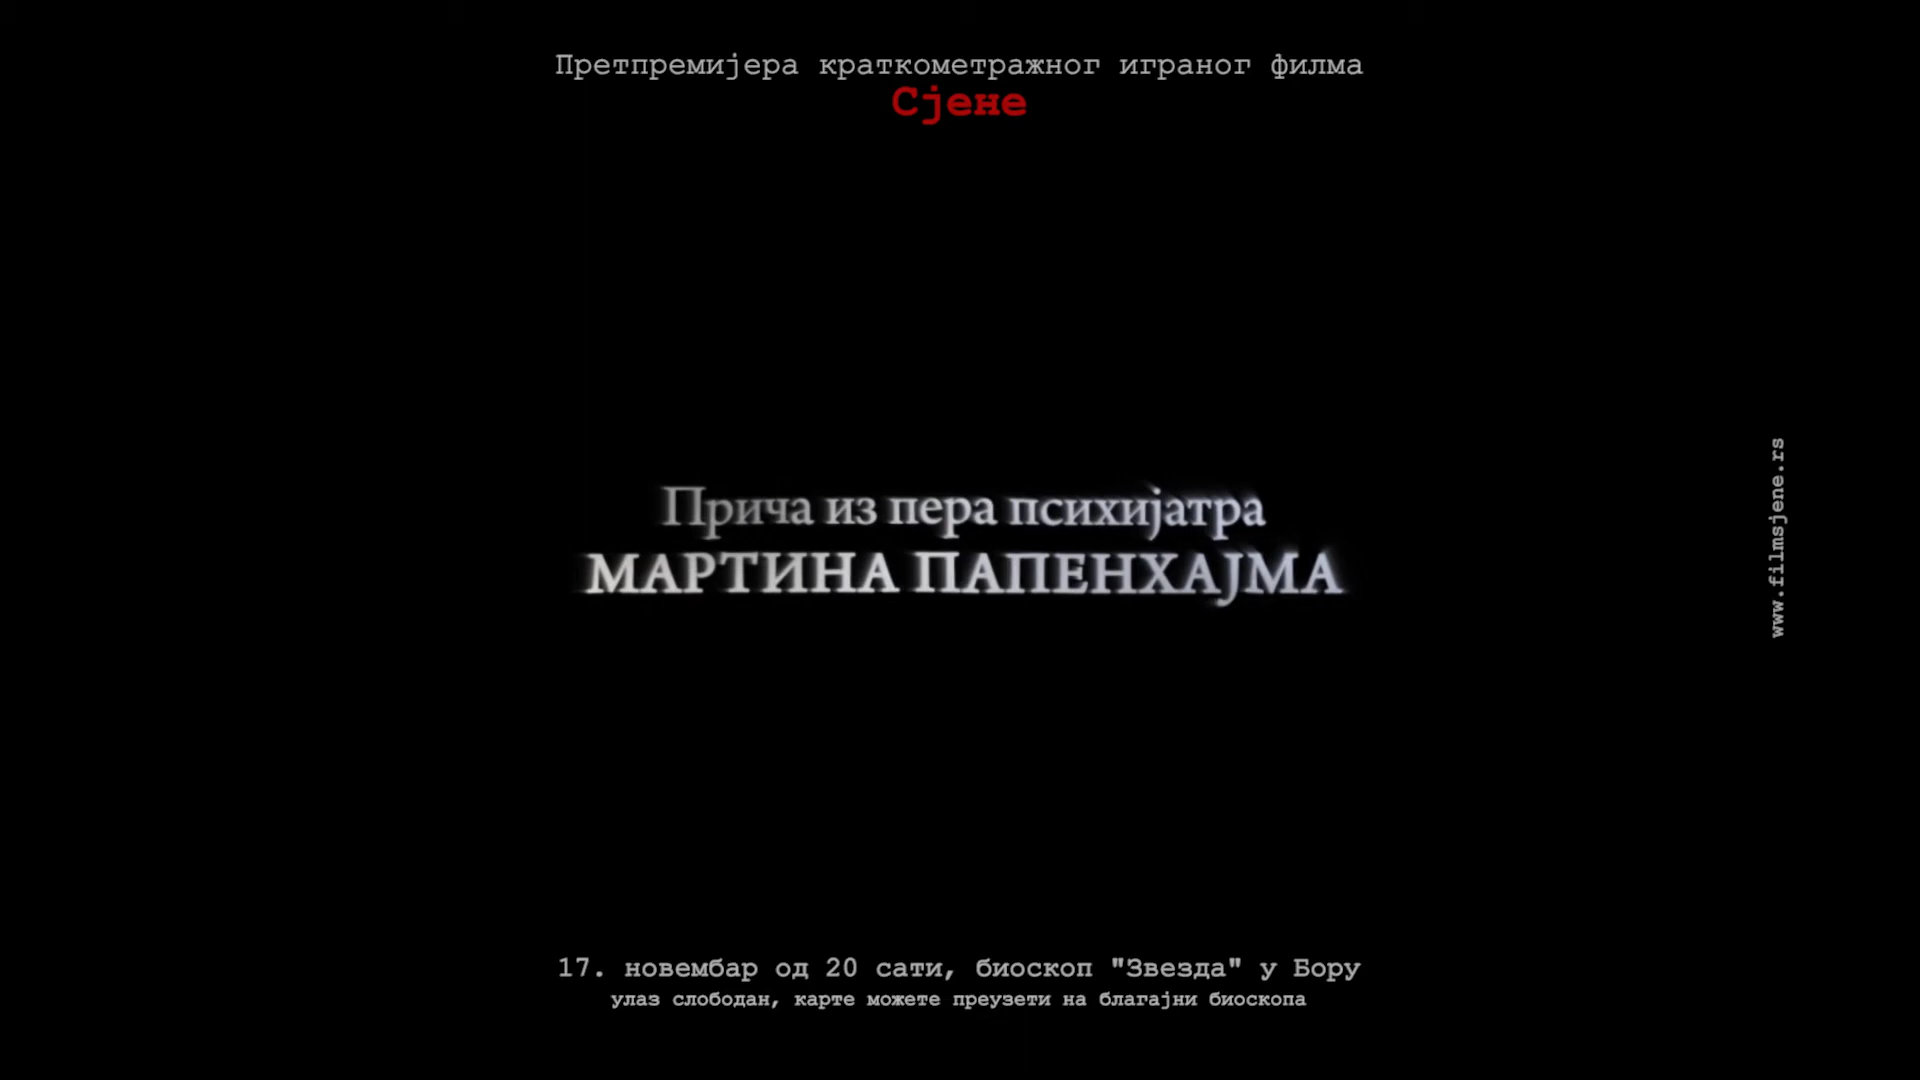 Претпремијера краткометражног играног филма
Сјене
Прича из пера психијатра
МАРТИНА ПАПЕНХАЈМА
www.filmsjene.rs
17. новембар од 20 сати, биоскоп "Звезда" у Бору
улаз слободан, карте можете преузети на благајни биоскопа